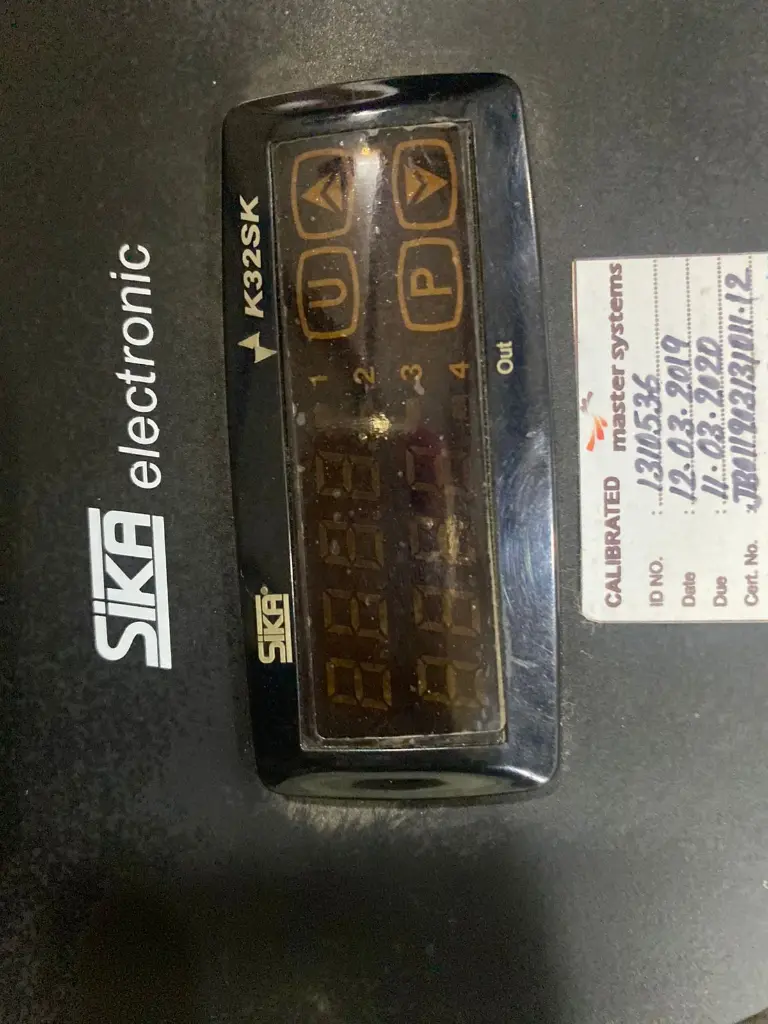 SIKA electronic
SIKA® K32SK
1
2
3
4
Out
U
P
CALIBRATED master systems
ID NO. : 1310536
Date : 12.03.2019
Due : 11.03.2020
Cert. No. :